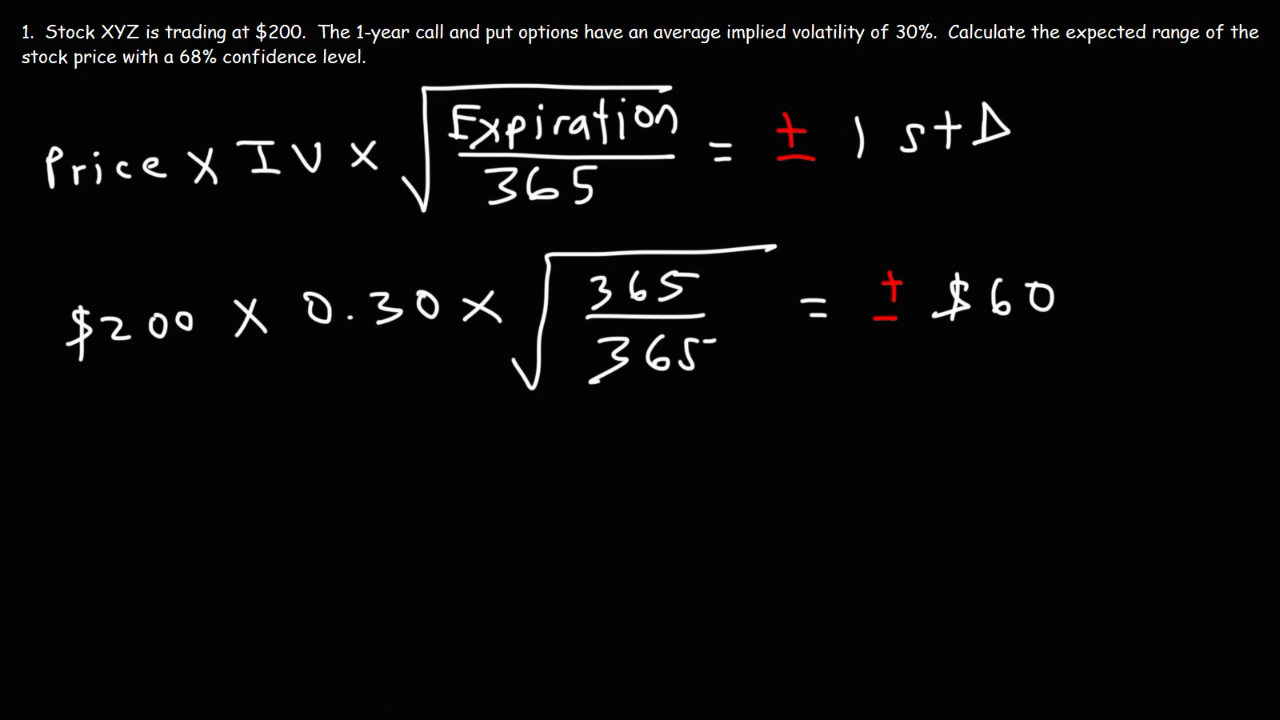 1. Stock XYZ is trading at $200. The 1-year call and put options have an average implied volatility of 30%. Calculate the expected range of the
stock price with a 68% confidence level.
Price x IV x √(Expiration/365) = ± 1 stΔ
$200 x 0.30 x √(365/365) = ± $60